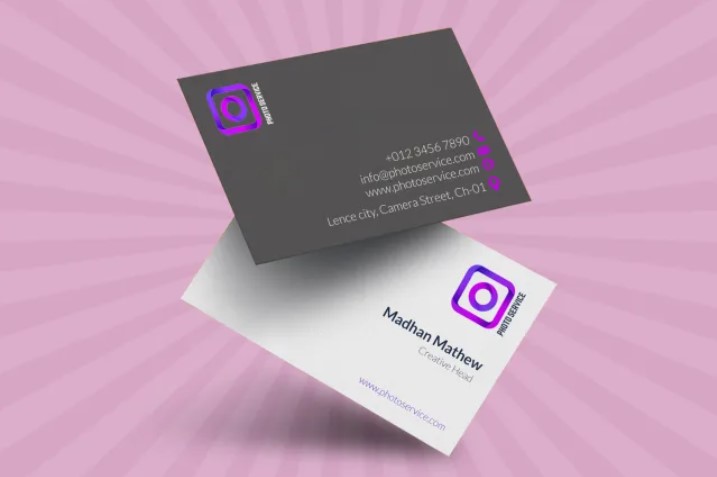 PHOTO SERVICE
+012 3456 7890
info@photoservice.com
www.photoservice.com
Lence city, Camera Street, Ch-01
PHOTO SERVICE
Madhan Mathew
Creative Head
www.photoservice.com